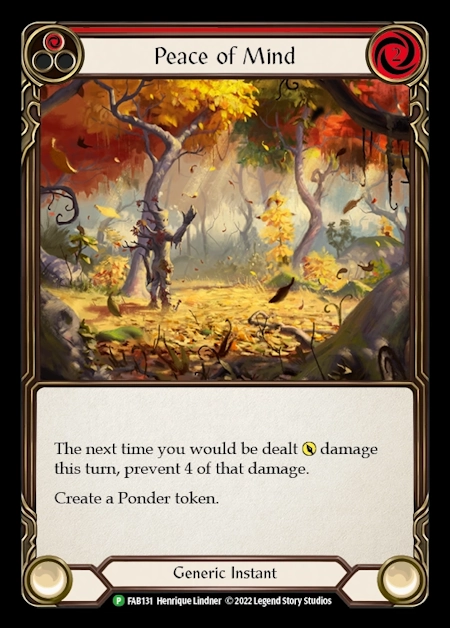 Peace of Mind
2
The next time you would be dealt damage
this turn, prevent 4 of that damage.
Create a Ponder token.
Generic Instant
P FAB131 Henrique Lindner © 2022 Legend Story Studios